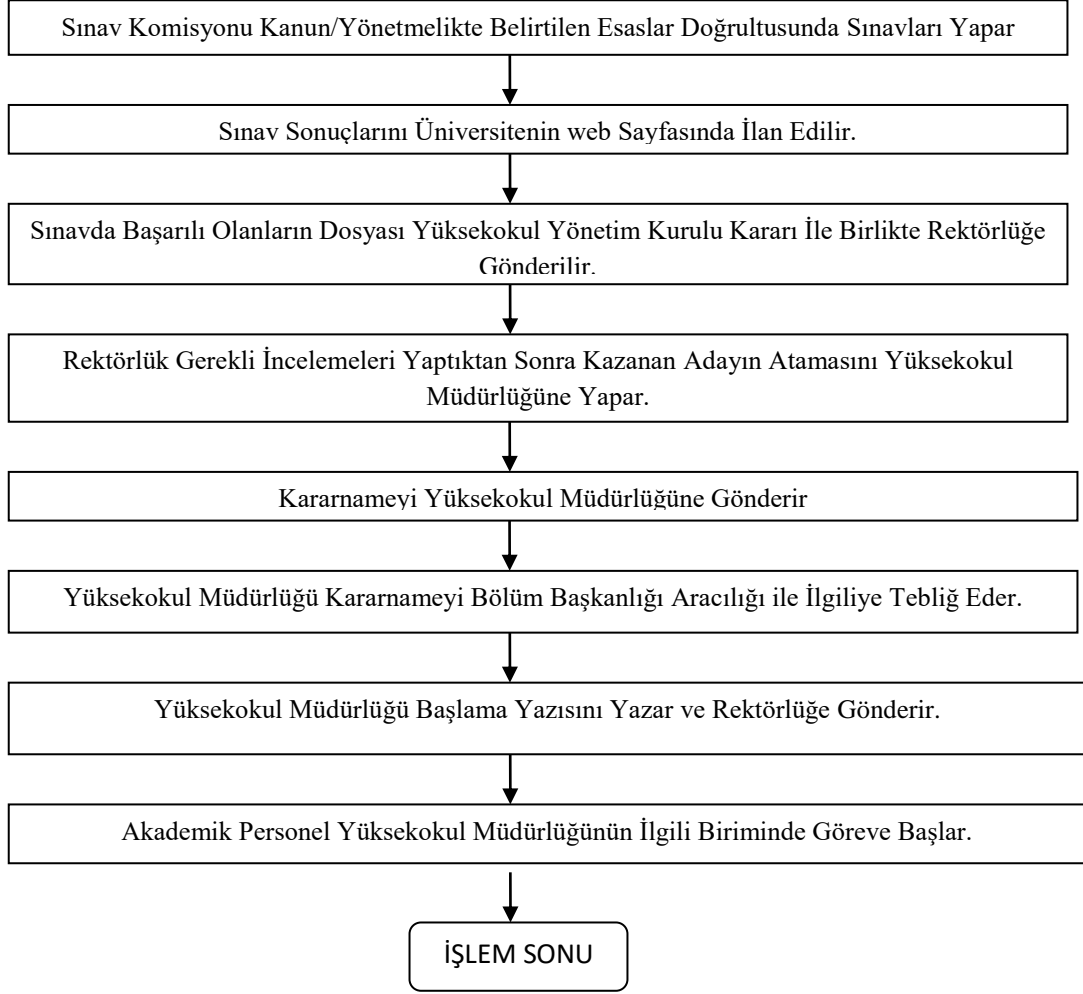 Sınav Komisyonu Kanun/Yönetmelikte Belirtilen Esaslar Doğrultusunda Sınavları Yapar
Sınav Sonuçlarını Üniversitenin web Sayfasında İlan Edilir.
Sınavda Başarılı Olanların Dosyası Yüksekokul Yönetim Kurulu Kararı İle Birlikte Rektörlüğe
Gönderilir.
Rektörlük Gerekli İncelemeleri Yaptıktan Sonra Kazanan Adayın Atamasını Yüksekokul
Müdürlüğüne Yapar.
Kararnameyi Yüksekokul Müdürlüğüne Gönderir
Yüksekokul Müdürlüğü Kararnameyi Bölüm Başkanlığı Aracılığı ile İlgiliye Tebliğ Eder.
Yüksekokul Müdürlüğü Başlama Yazısını Yazar ve Rektörlüğe Gönderir.
Akademik Personel Yüksekokul Müdürlüğünün İlgili Biriminde Göreve Başlar.
İŞLEM SONU